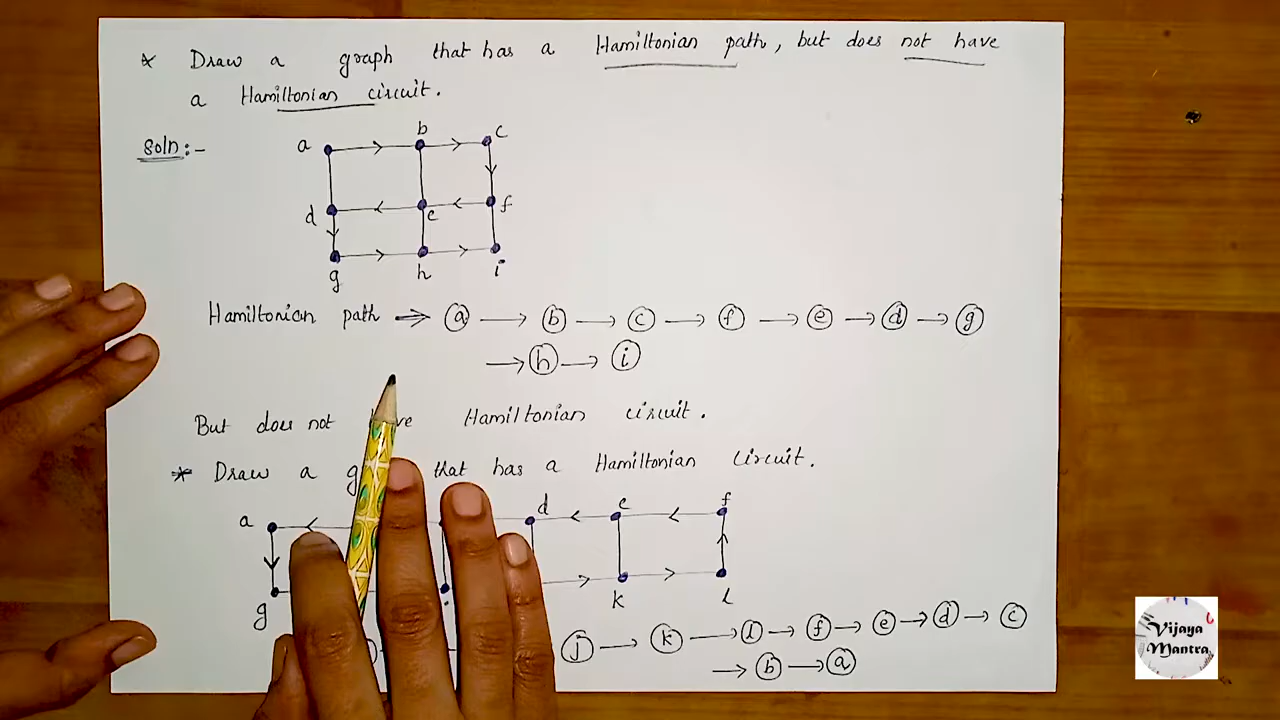 * Draw a graph that has a Hamiltonian path, but does not have
a Hamiltonian circuit.
Soln:-
a b c
d e f
g h i
Hamiltonian path ⇒ a → b → c → f → e → d → g
→ h → i
But does not Hamiltonian circuit.
* Draw a that has a Hamiltonian circuit.
a d e f
g k l
j → k → l → f → e → d → c
→ b → a
Vijaya
Mantra